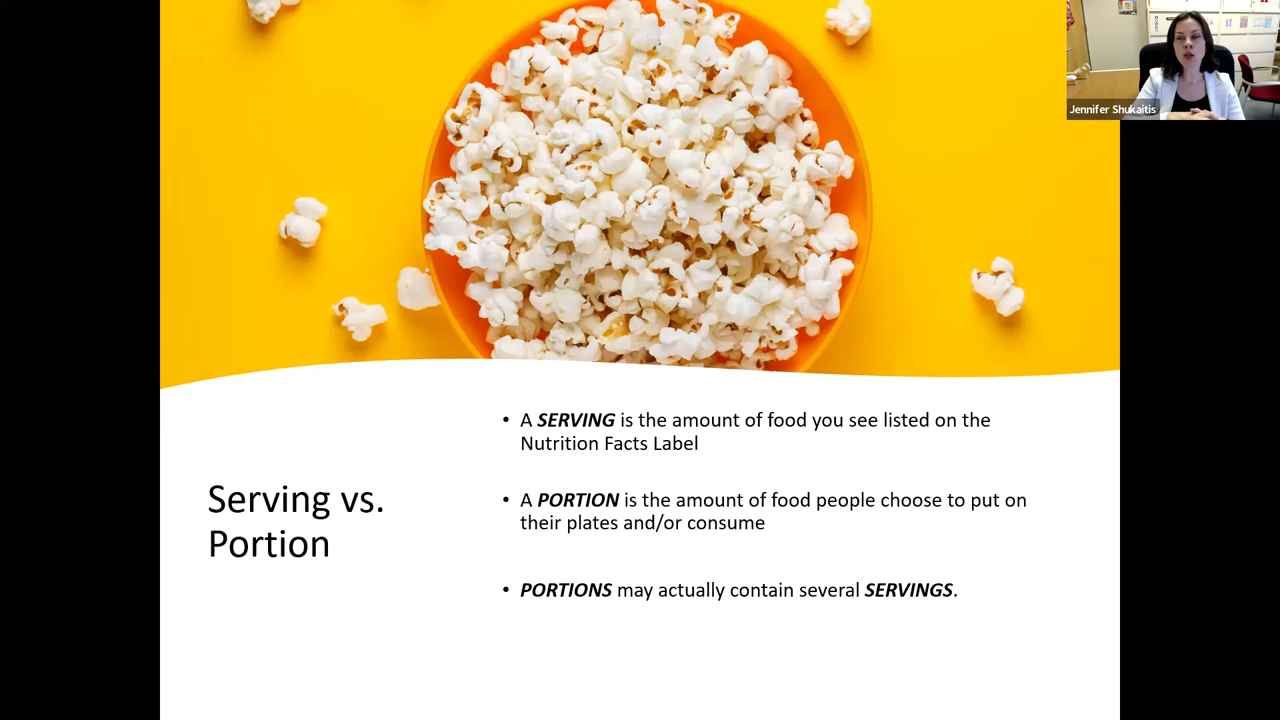 Jennifer Shukaitis
Serving vs.
Portion
• A SERVING is the amount of food you see listed on the
Nutrition Facts Label
• A PORTION is the amount of food people choose to put on
their plates and/or consume
• PORTIONS may actually contain several SERVINGS.